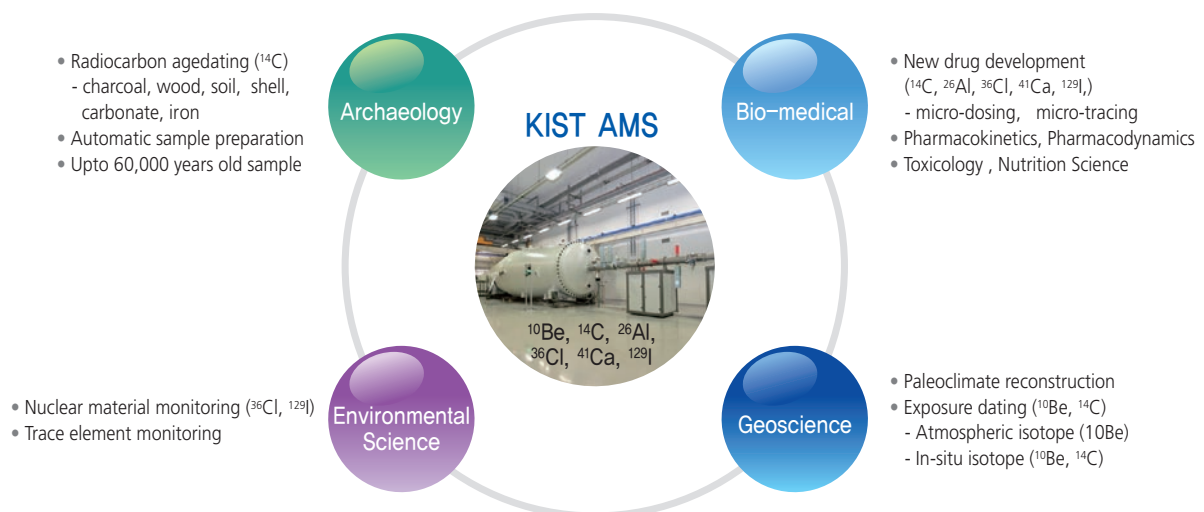 • Radiocarbon agedating (¹⁴C)
- charcoal, wood, soil, shell,
carbonate, iron
• Automatic sample preparation
• Upto 60,000 years old sample
Archaeology
KIST AMS
¹⁰Be, ¹⁴C, ²⁶Al,
³⁶Cl, ⁴¹Ca, ¹²⁹I
Bio-medical
• New drug development
(¹⁴C, ²⁶Al, ³⁶Cl, ⁴¹Ca, ¹²⁹I,)
- micro-dosing, micro-tracing
• Pharmacokinetics, Pharmacodynamics
• Toxicology , Nutrition Science
• Nuclear material monitoring (³⁶Cl, ¹²⁹I)
• Trace element monitoring
Environmental
Science
Geoscience
• Paleoclimate reconstruction
• Exposure dating (¹⁰Be, ¹⁴C)
- Atmospheric isotope (10Be)
- In-situ isotope (¹⁰Be, ¹⁴C)